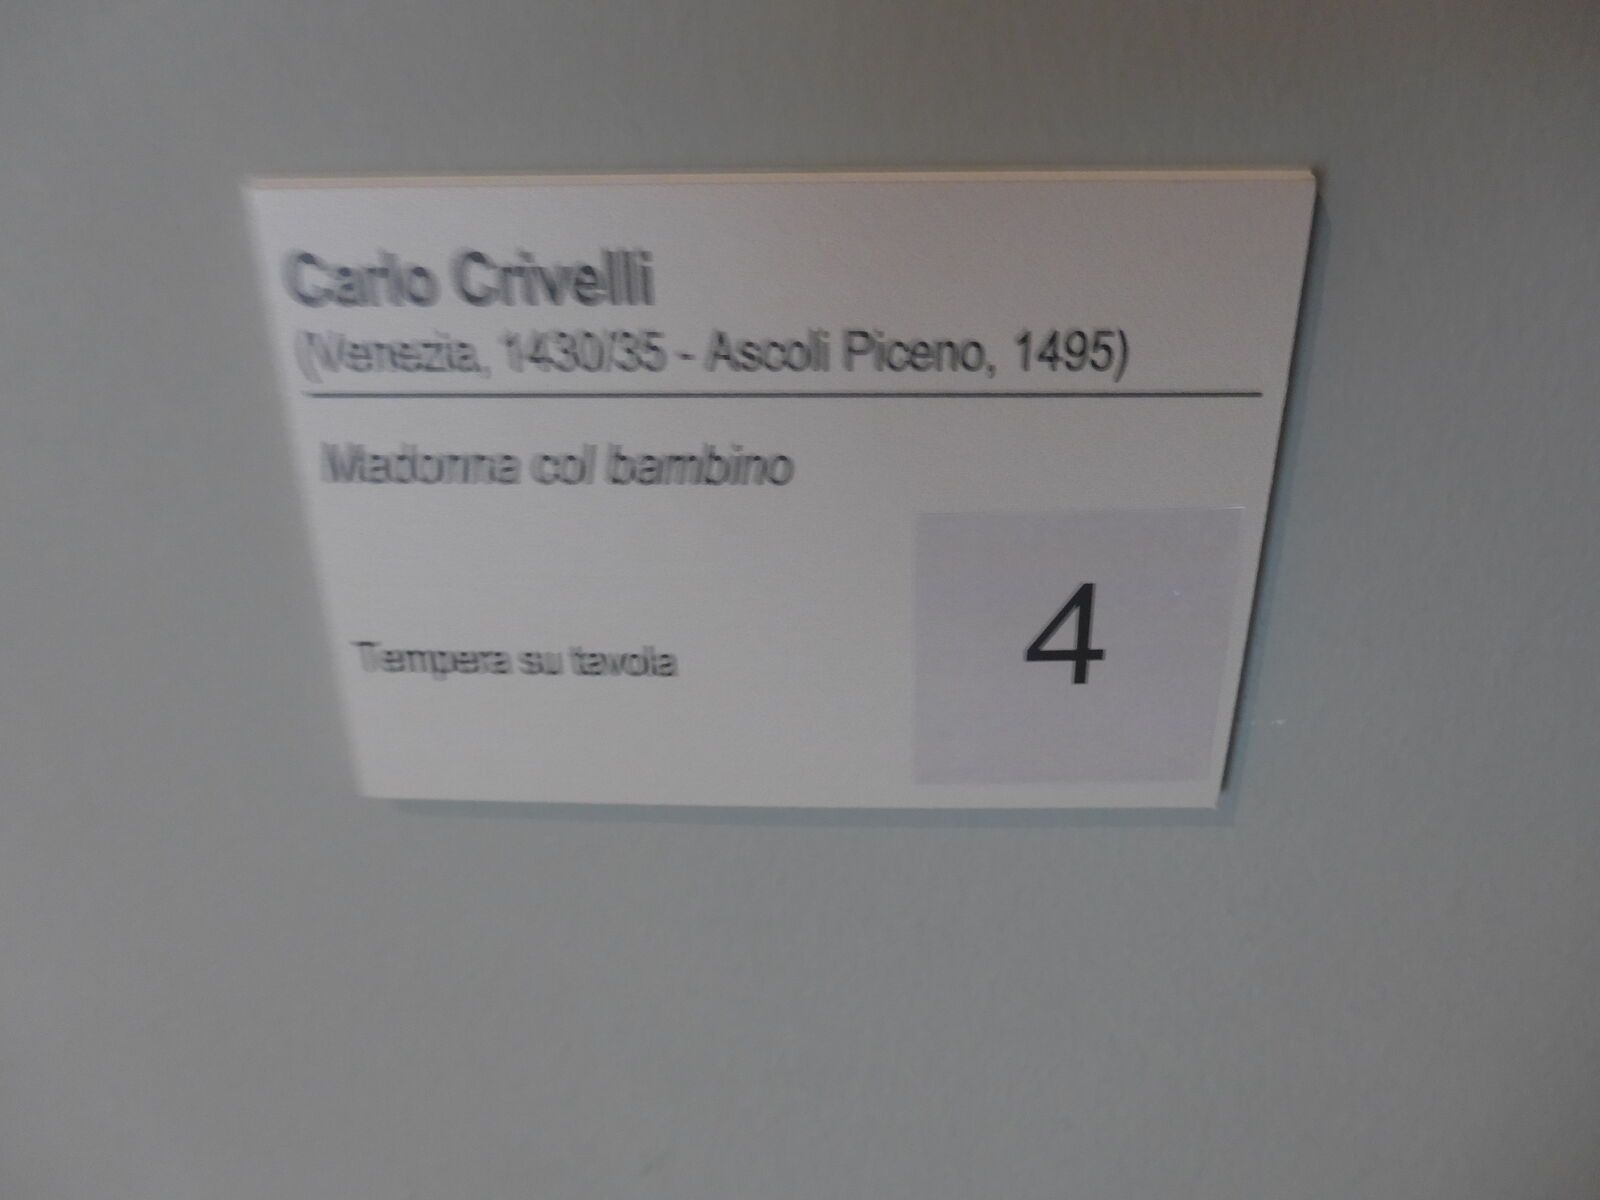 Carlo Crivelli
(Venezia, 1430/35 - Ascoli Piceno, 1495)
Madonna col bambino
Tempera su tavola
4